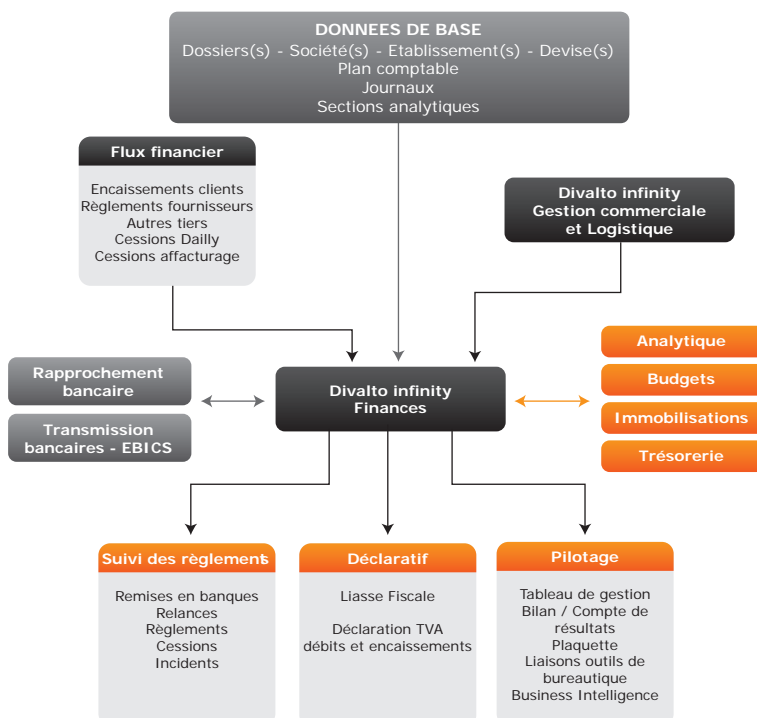 DONNEES DE BASE
Dossiers(s) - Société(s) - Etablissement(s) - Devise(s)
Plan comptable
Journaux
Sections analytiques
Flux financier
Encaissements clients
Règlements fournisseurs
Autres tiers
Cessions Dailly
Cessions affacturage
Divalto infinity
Gestion commerciale
et Logistique
Rapprochement
bancaire
Transmission
bancaires - EBICS
Divalto infinity
Finances
Analytique
Budgets
Immobilisations
Trésorerie
Suivi des règlements
Remises en banques
Relances
Règlements
Cessions
Incidents
Déclaratif
Liasse Fiscale
Déclaration TVA
débits et encaissements
Pilotage
Tableau de gestion
Bilan / Compte de
résultats
Plaquette
Liaisons outils de
bureautique
Business Intelligence